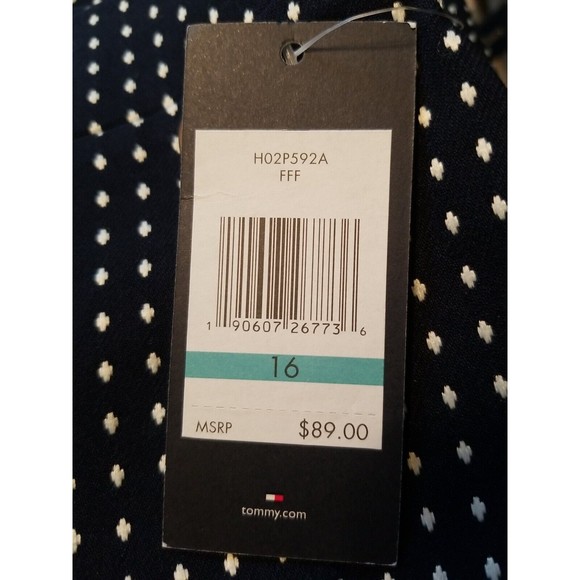 H02P592A
FFF
1 90607 26773 6
16
MSRP $89.00
tommy.com